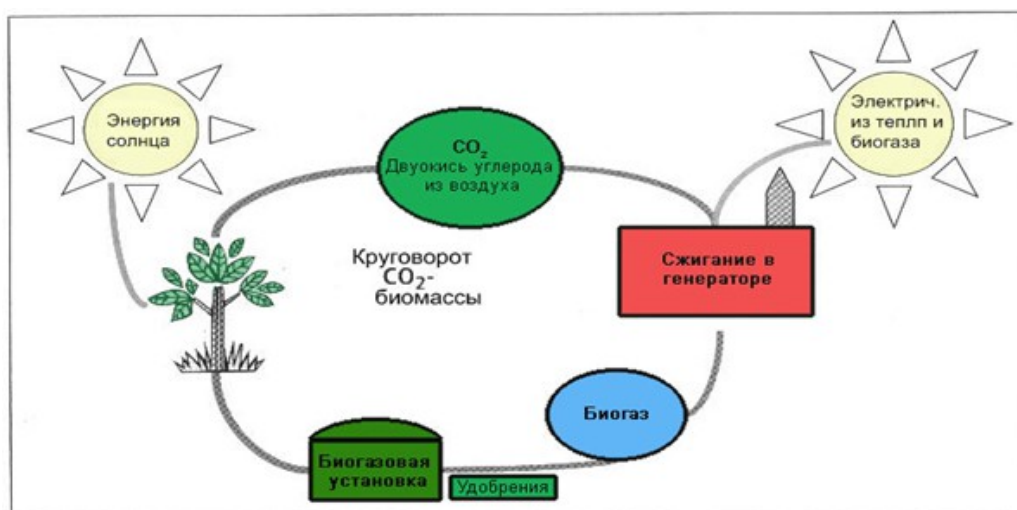 Энергия
солнца
CO₂
Двуокись углерода
из воздуха
Электрич.
из теплп и
биогаза
Круговорот
CO₂-
биомассы
Сжигание в
генераторе
Биогаз
Биогазовая
установка
Удобрения